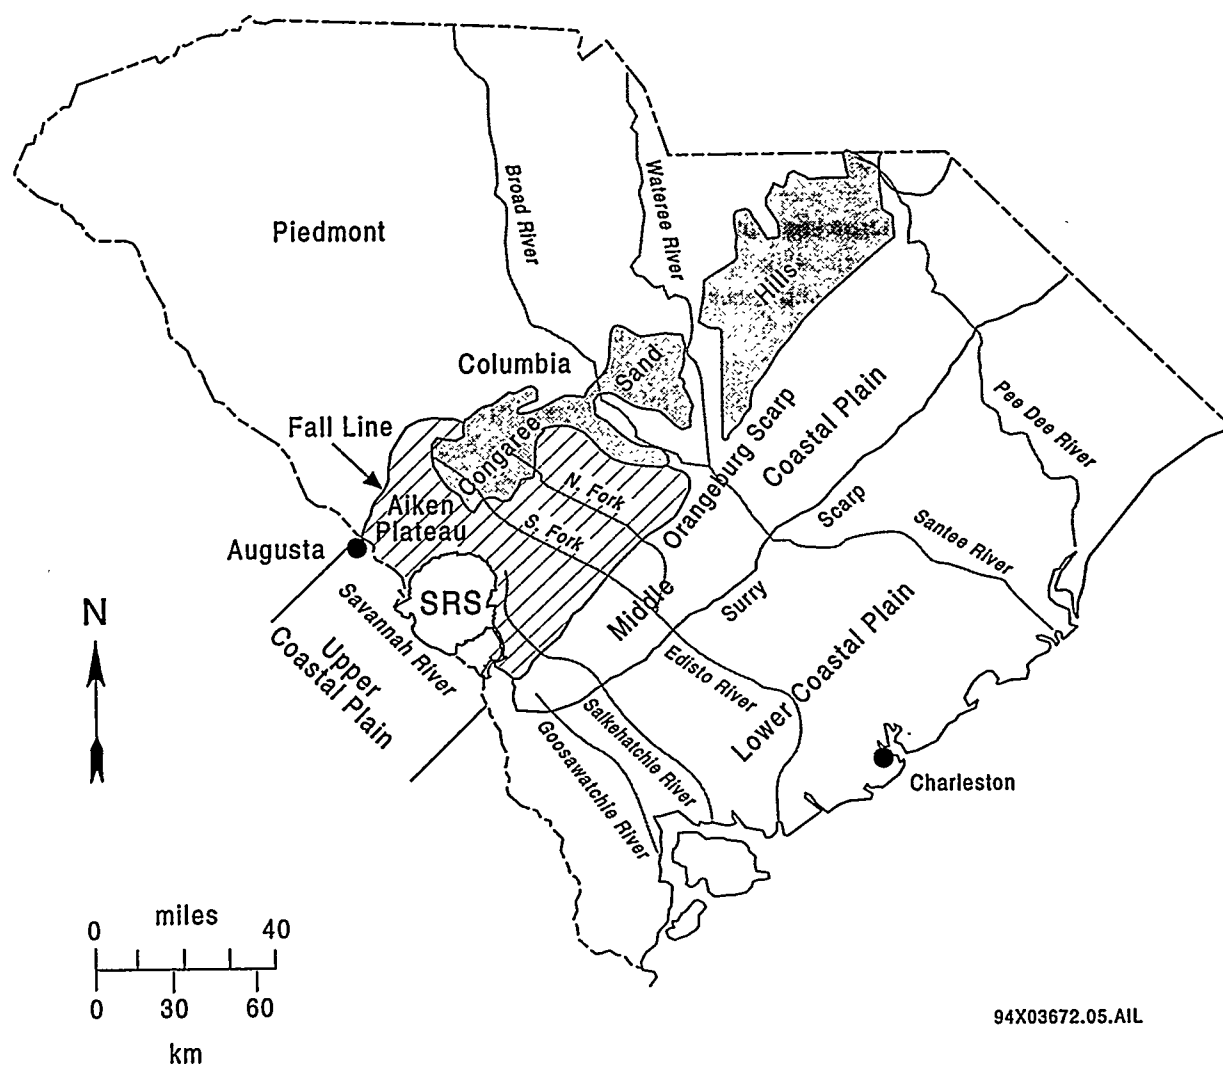 Piedmont
Broad River
Wateree River
Hills
Columbia
Sand
Fall Line
Congaree
Orangeburg Scarp
Coastal Plain
Pee Dee River
N. Fork
S. Fork
Aiken
Plateau
Scarp
Santee River
Augusta
SRS
Middle
Surry
N
Savannah River
Upper
Coastal Plain
Edisto River
Lower Coastal Plain
Salkehatchie River
Goosawatchie River
Charleston
miles
0 40
0 30 60
km
94X03672.05.AIL